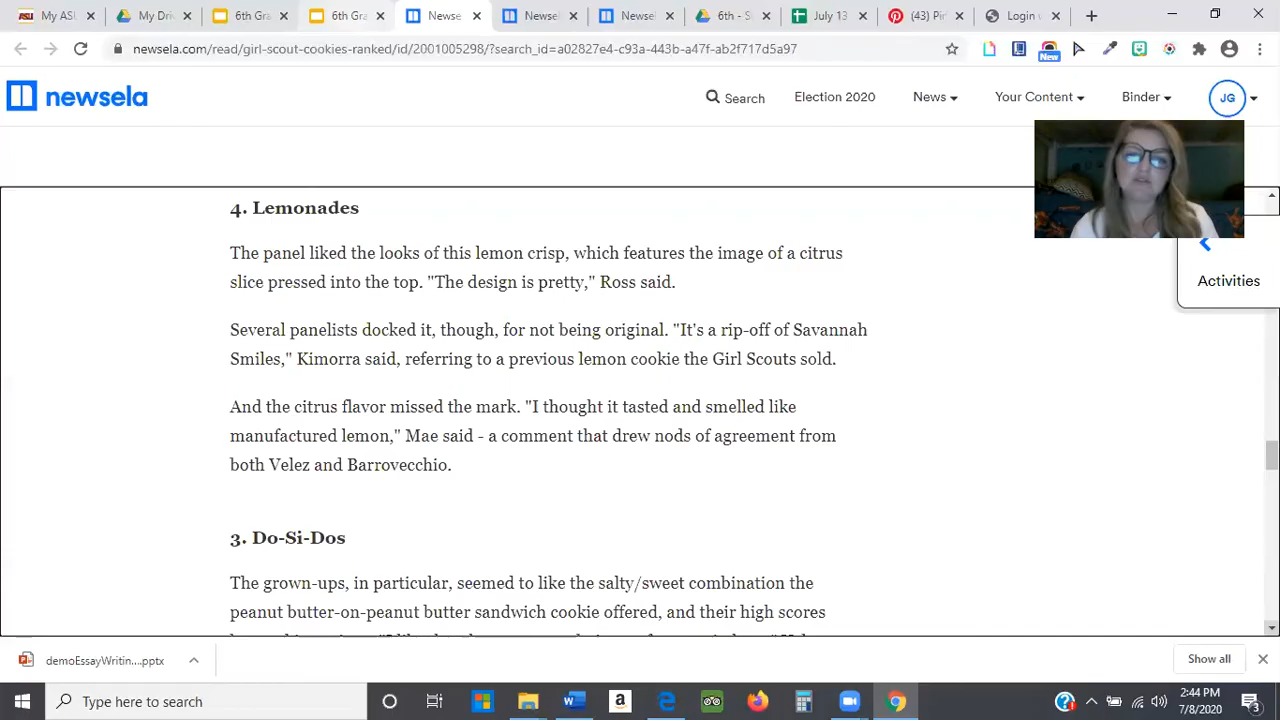 My ASU
My Dri
6th Gra
6th Gra
Newse
Newse
Newsel
6th - C
July 13
(43) Pi
Login
newsela.com/read/girl-scout-cookies-ranked/id/2001005298/?search_id=a02827e4-c93a-443b-a47f-ab2f717d5a97
New
newsela
Search
Election 2020
News
Your Content
Binder
JG
4. Lemonades
The panel liked the looks of this lemon crisp, which features the image of a citrus
slice pressed into the top. "The design is pretty," Ross said.
Activities
Several panelists docked it, though, for not being original. "It's a rip-off of Savannah
Smiles," Kimorra said, referring to a previous lemon cookie the Girl Scouts sold.
And the citrus flavor missed the mark. "I thought it tasted and smelled like
manufactured lemon," Mae said - a comment that drew nods of agreement from
both Velez and Barrovecchio.
3. Do-Si-Dos
The grown-ups, in particular, seemed to like the salty/sweet combination the
peanut butter-on-peanut butter sandwich cookie offered, and their high scores
demoEssayWritin....pptx
Show all
Type here to search
2:44 PM
7/8/2020
3